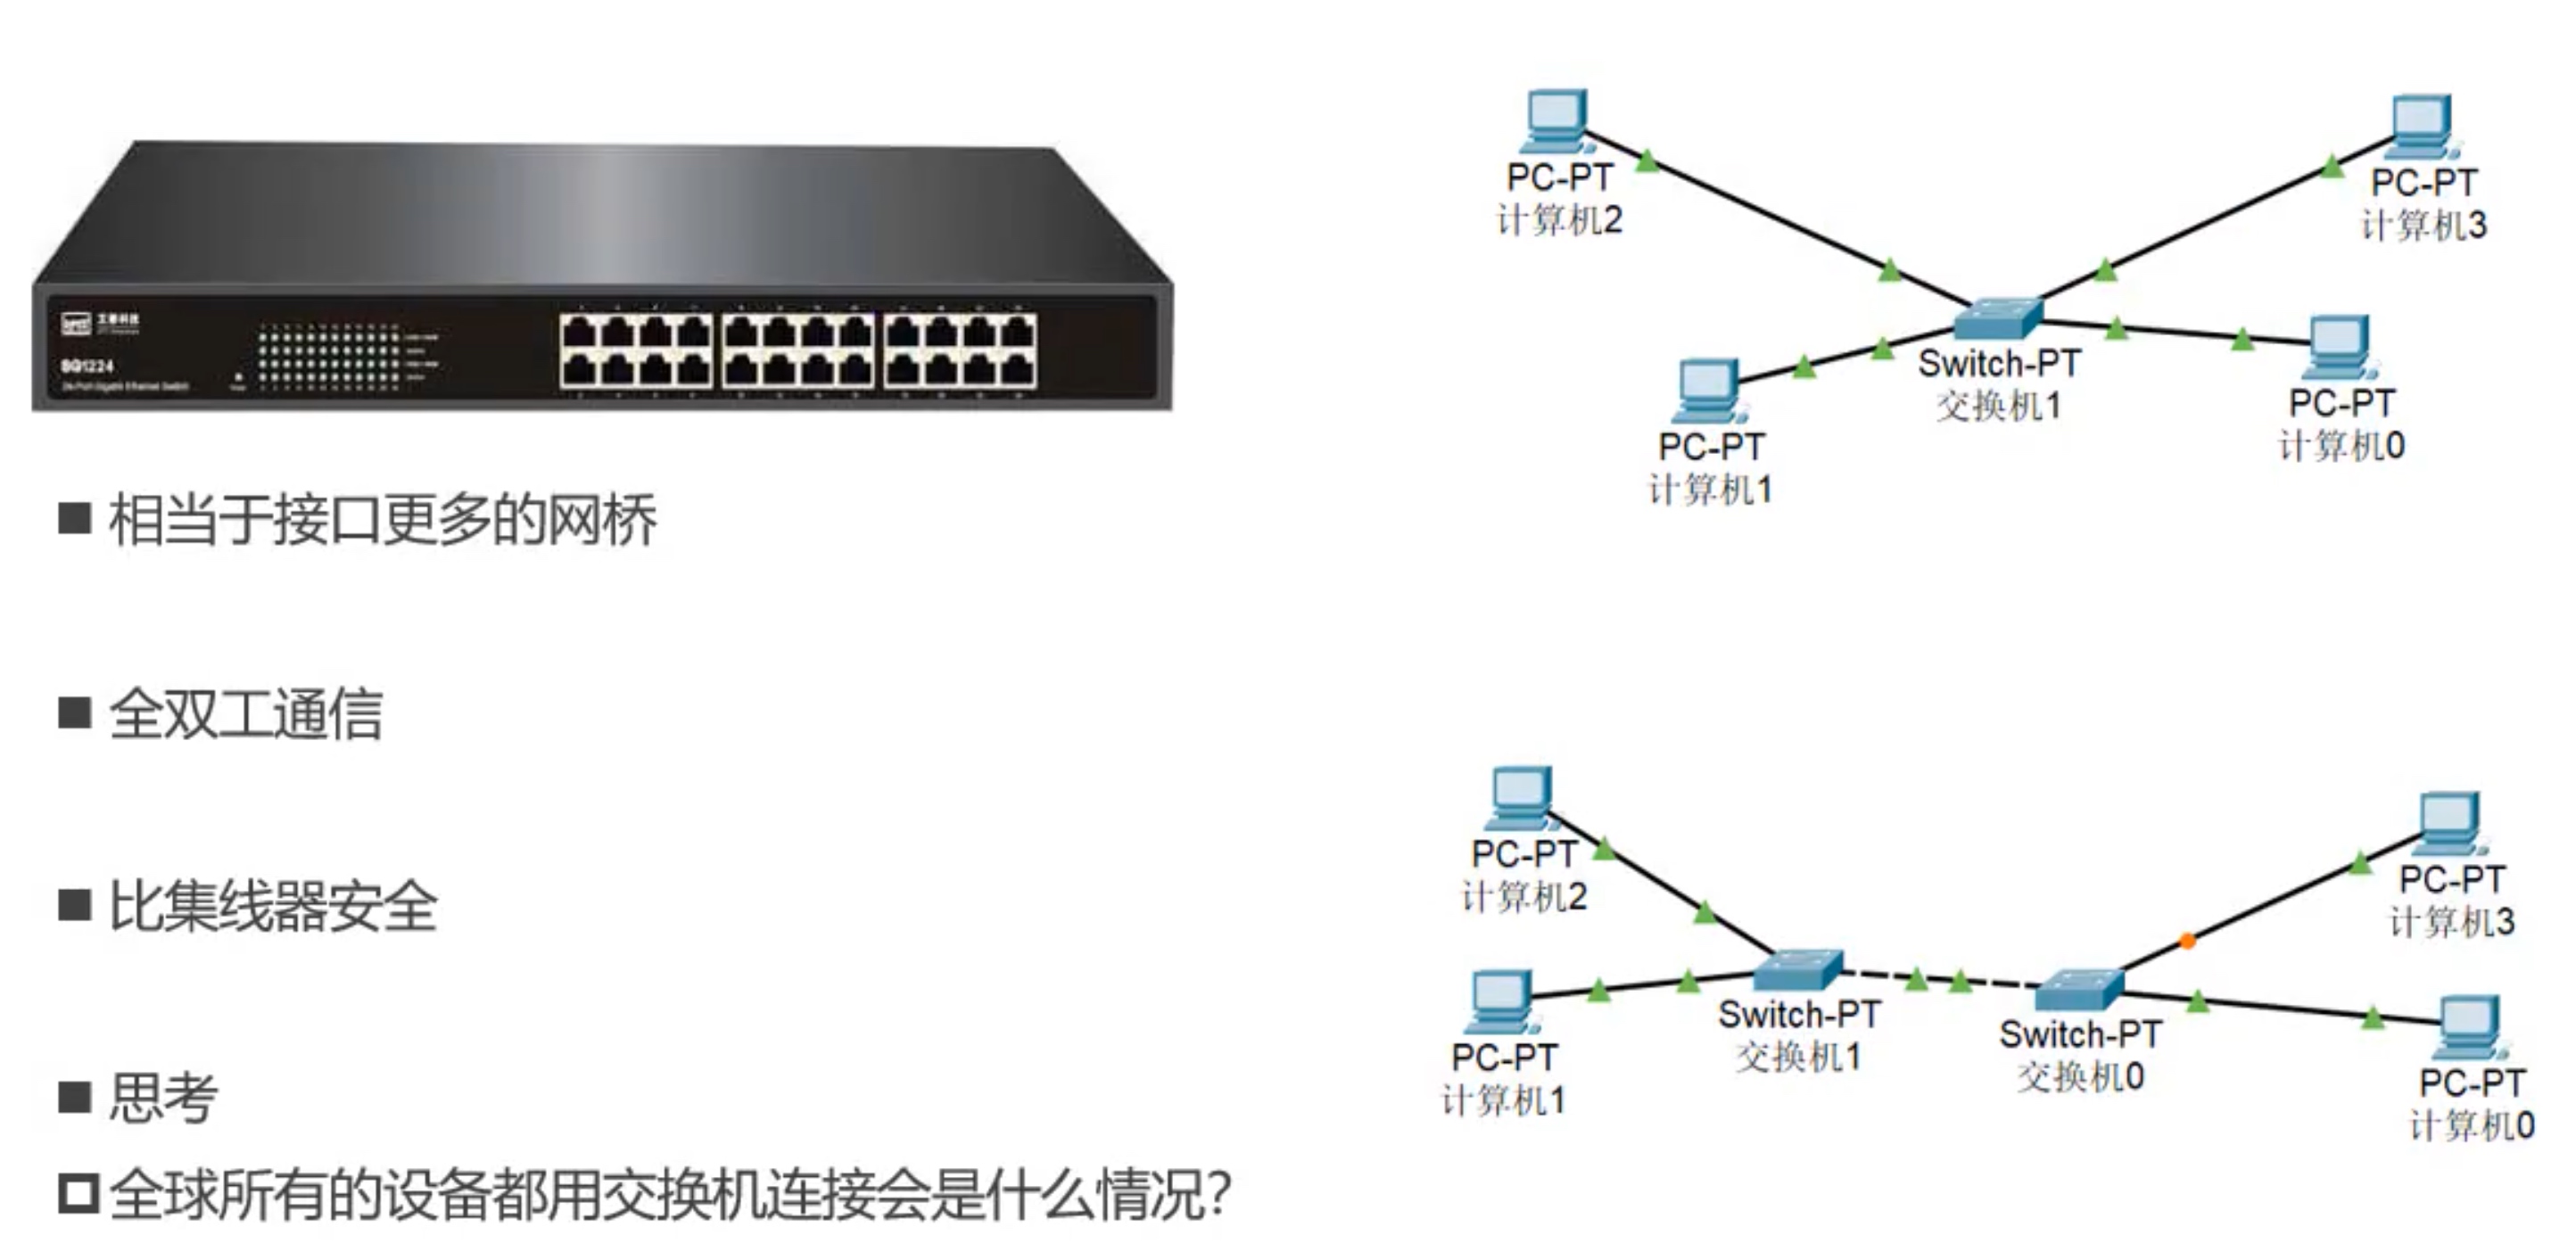 SG1224
相当于接口更多的网桥
全双工通信
比集线器安全
思考
全球所有的设备都用交换机连接会是什么情况?
PC-PT
计算机2
PC-PT
计算机3
Switch-PT
交换机1
PC-PT
计算机0
PC-PT
计算机1
PC-PT
计算机2
PC-PT
计算机3
PC-PT
计算机1
Switch-PT
交换机1
Switch-PT
交换机0
PC-PT
计算机0